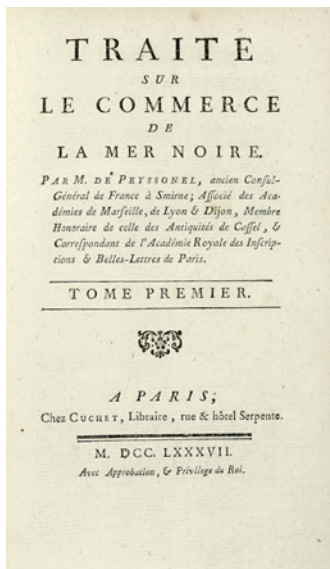 TRAITE
SUR
LE COMMERCE
DE
LA MER NOIRE.
PAR M. DE PEYSSONEL, ancien Conſul-
Général de France à Smirne; Aſſocié des Aca-
démies de Marſeille, de Lyon & Dijon, Membre
Honoraire de celle des Antiquités de Caſſel, &
Correſpondant de l'Académie Royale des Inſcrip-
tions & Belles-Lettres de Paris.
TOME PREMIER.
A PARIS;
Chez CUCHET, Libraire, rue & hôtel Serpente.
M. DCC. LXXXVII.
Avec Approbation, & Privilege du Roi.